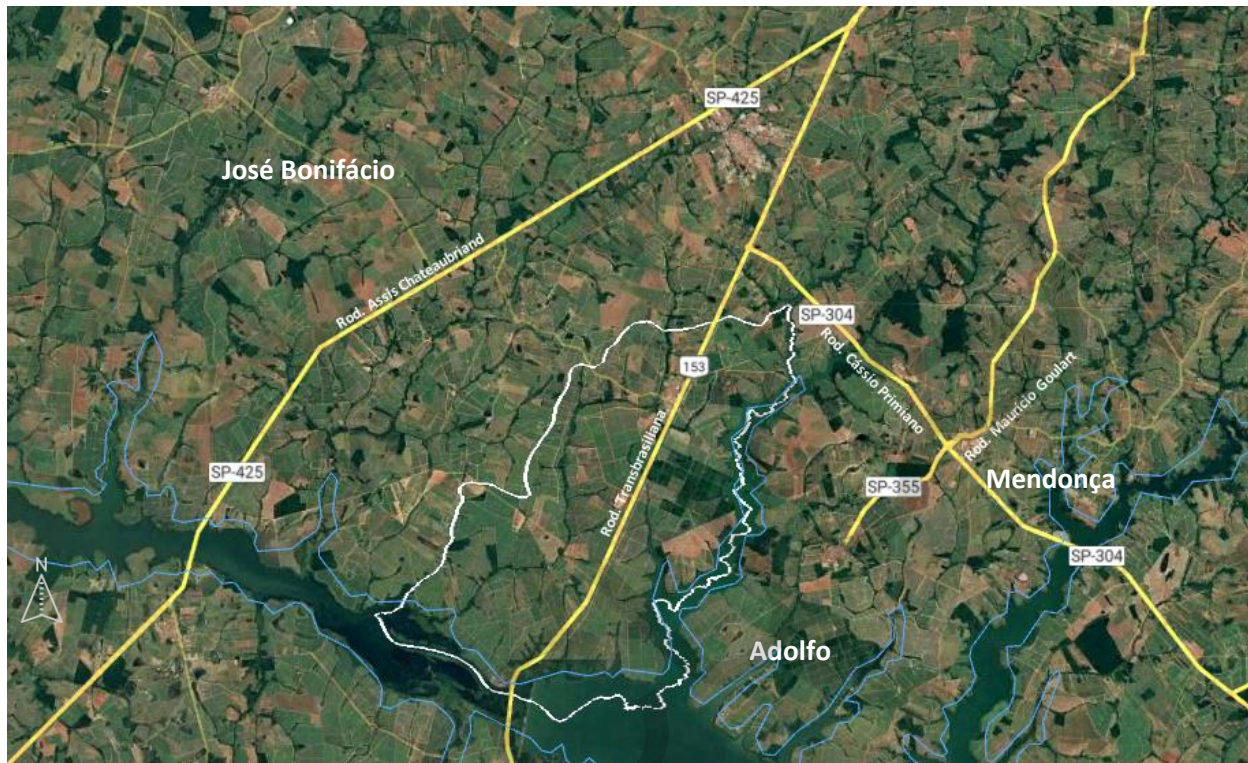 SP-425
José Bonifácio
Rod. Assis Chateaubriand
SP-304
Rod. Cássio Primiano
153
Rod. Maurício Goulart
Rod. Transbrasiliana
SP-425
SP-355
Mendonça
SP-304
N
Adolfo